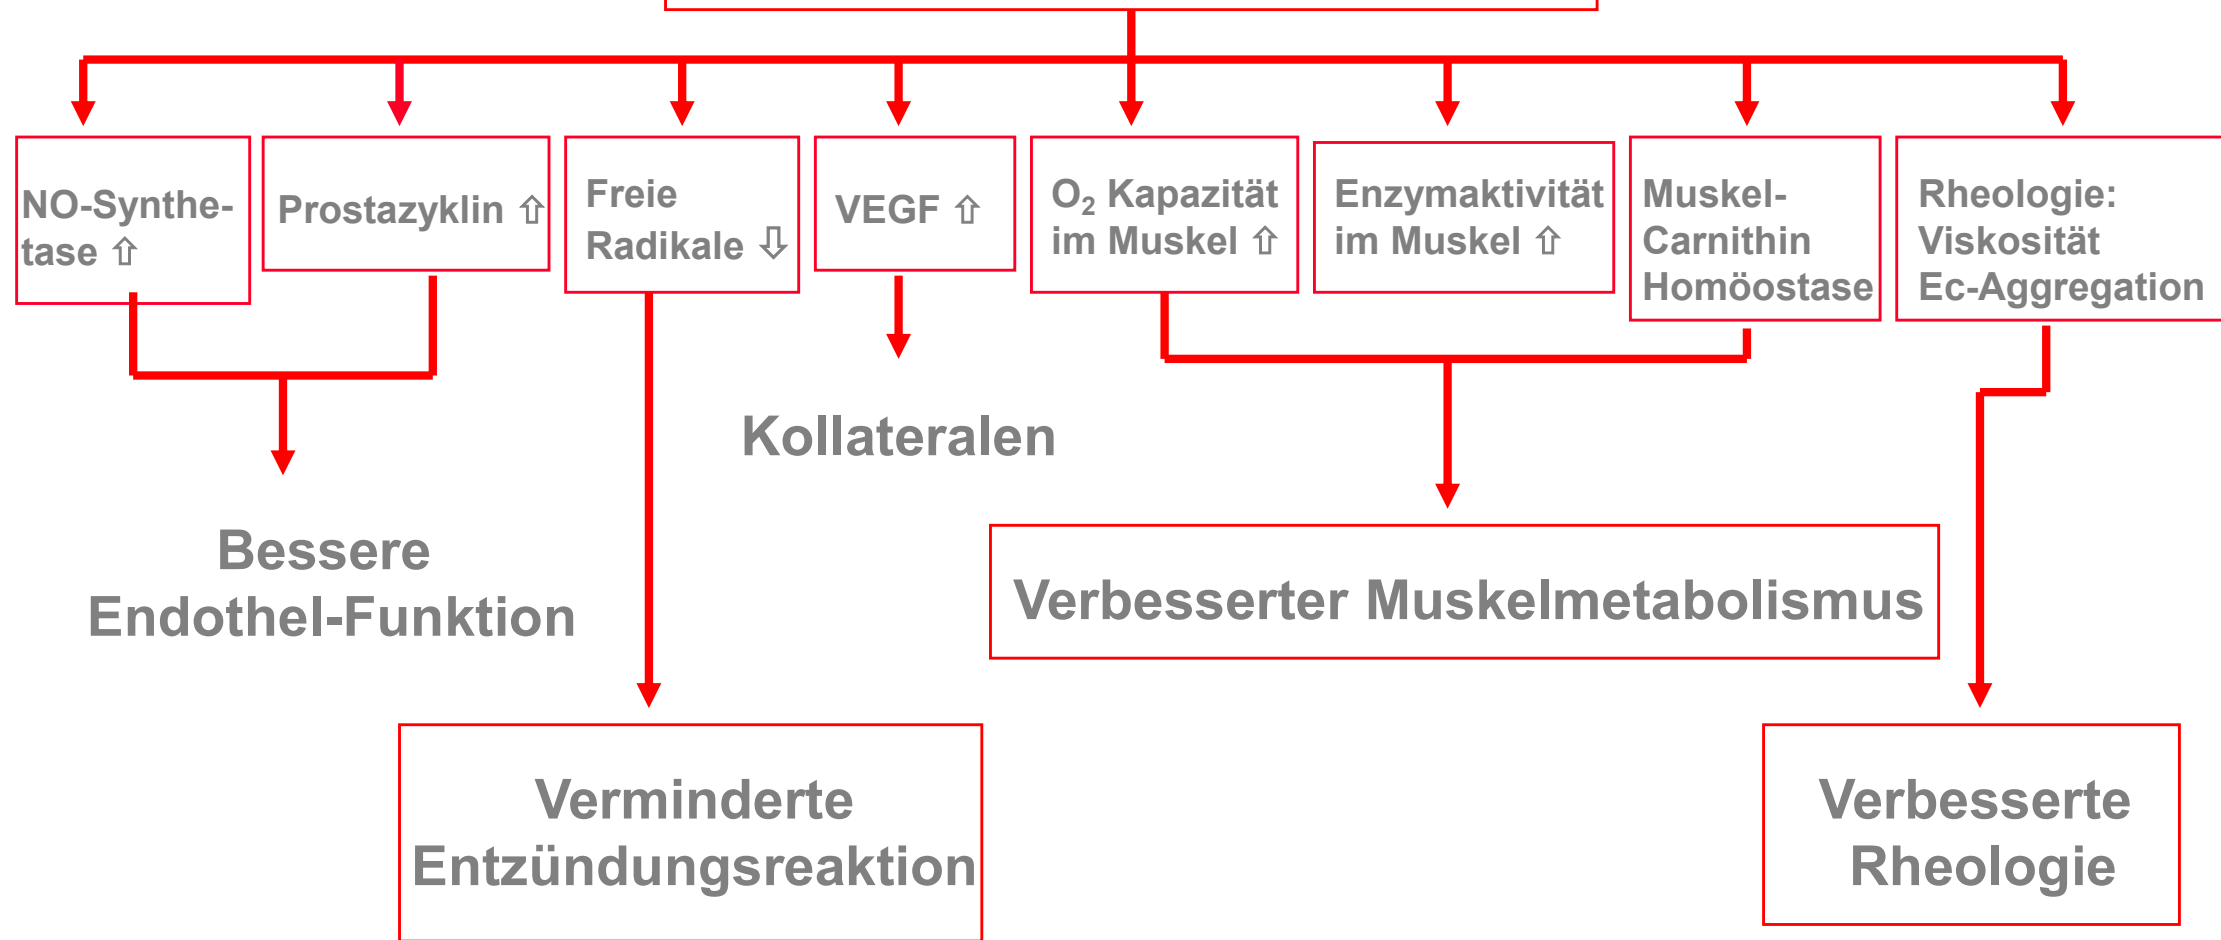 NO-Synthe-
tase ⇧
Prostazyklin ⇧
Freie
Radikale ⇩
VEGF ⇧
O₂ Kapazität
im Muskel ⇧
Enzymaktivität
im Muskel ⇧
Muskel-
Carnithin
Homöostase
Rheologie:
Viskosität
Ec-Aggregation
Kollateralen
Bessere
Endothel-Funktion
Verbesserter Muskelmetabolismus
Verminderte
Entzündungsreaktion
Verbesserte
Rheologie